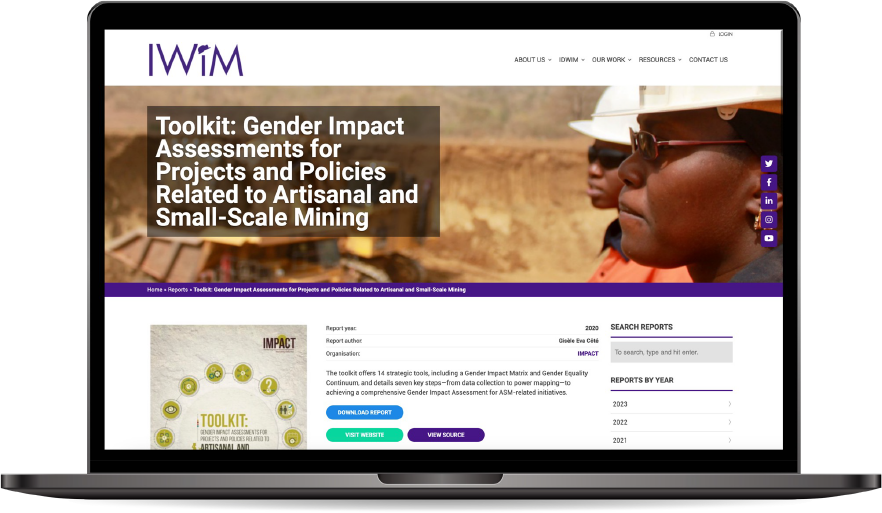 LOGIN
IWiM
ABOUT US
IDWIM
OUR WORK
RESOURCES
CONTACT US
Toolkit: Gender Impact
Assessments for
Projects and Policies
Related to Artisanal and
Small-Scale Mining
Home » Reports » Toolkit: Gender Impact Assessments for Projects and Policies Related to Artisanal and Small-Scale Mining
IMPACT
TOOLKIT:
GENDER IMPACT ASSESSMENTS FOR
PROJECTS AND POLICIES RELATED TO
ARTISANAL AND
Report year: 2020
Report author: Gisèle Eva Côté
Organisation: IMPACT
The toolkit offers 14 strategic tools, including a Gender Impact Matrix and Gender Equality
Continuum, and details seven key steps—from data collection to power mapping—to
achieving a comprehensive Gender Impact Assessment for ASM-related initiatives.
DOWNLOAD REPORT
VISIT WEBSITE
VIEW SOURCE
SEARCH REPORTS
To search, type and hit enter.
REPORTS BY YEAR
2023
2022
2021